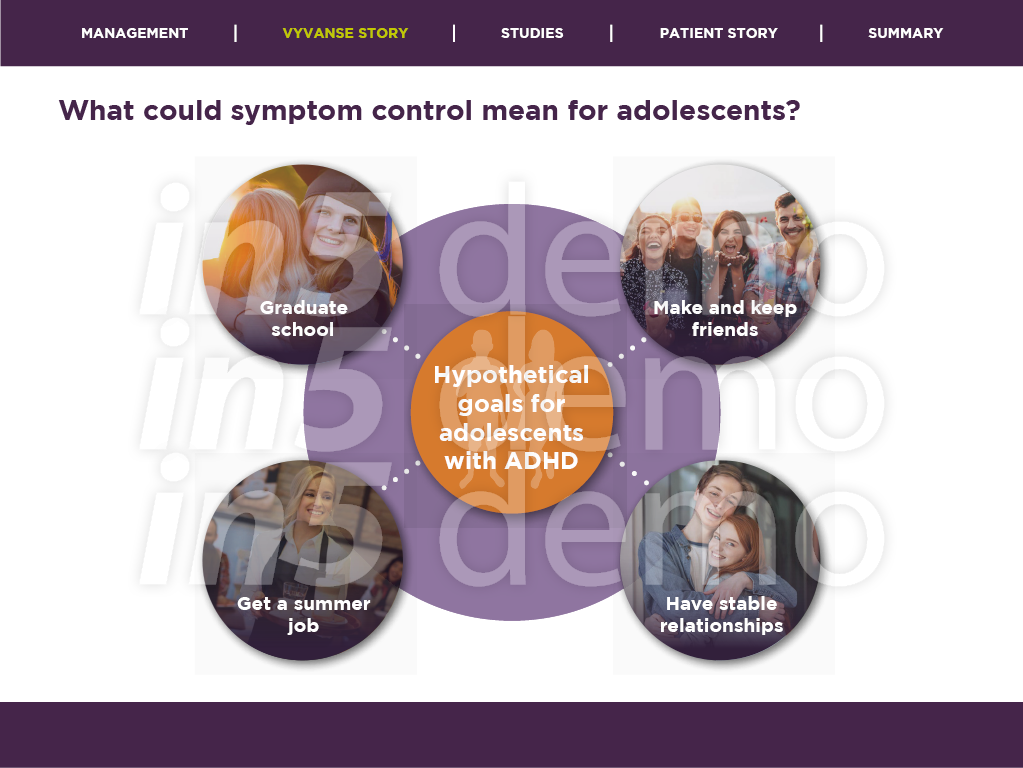 MANAGEMENT | VYVANSE STORY | STUDIES | PATIENT STORY | SUMMARY
What could symptom control mean for adolescents?
in5 demo
Graduate
school
Make and keep
friends
in5 demo
Hypothetical
goals for
adolescents
with ADHD
in5 demo
Get a summer
job
Have stable
relationships